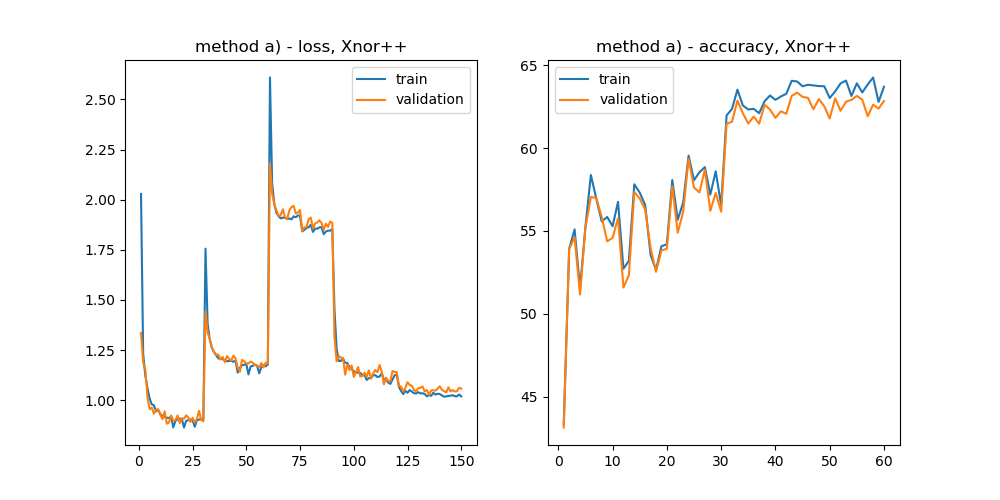 method a) - loss, Xnor++
train
validation
2.50
2.25
2.00
1.75
1.50
1.25
1.00
0 25 50 75 100 125 150
method a) - accuracy, Xnor++
train
validation
65
60
55
50
45
0 10 20 30 40 50 60